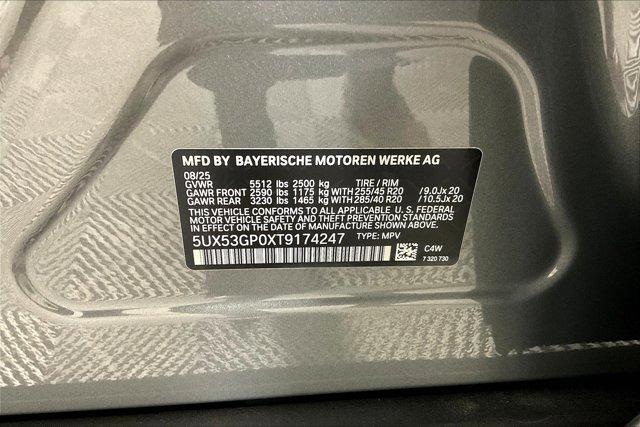 MFD BY BAYERISCHE MOTOREN WERKE AG
08/25
GVWR 5512 lbs 2500 kg TIRE / RIM
GAWR FRONT 2590 lbs 1175 kg WITH 255/45 R20 /9.0Jx 20
GAWR REAR 3230 lbs 1465 kg WITH 285/40 R20 /10.5Jx 20
THIS VEHICLE CONFORMS TO ALL APPLICABLE U. S. FEDERAL
MOTOR VEHICLE SAFETY AND THEFT PREVENTION STANDARDS
IN EFFECT ON THE DATE OF MANUFACTURE SHOWN ABOVE.
5UX53GP0XT9174247 TYPE: MPV
C4W
7 320 730